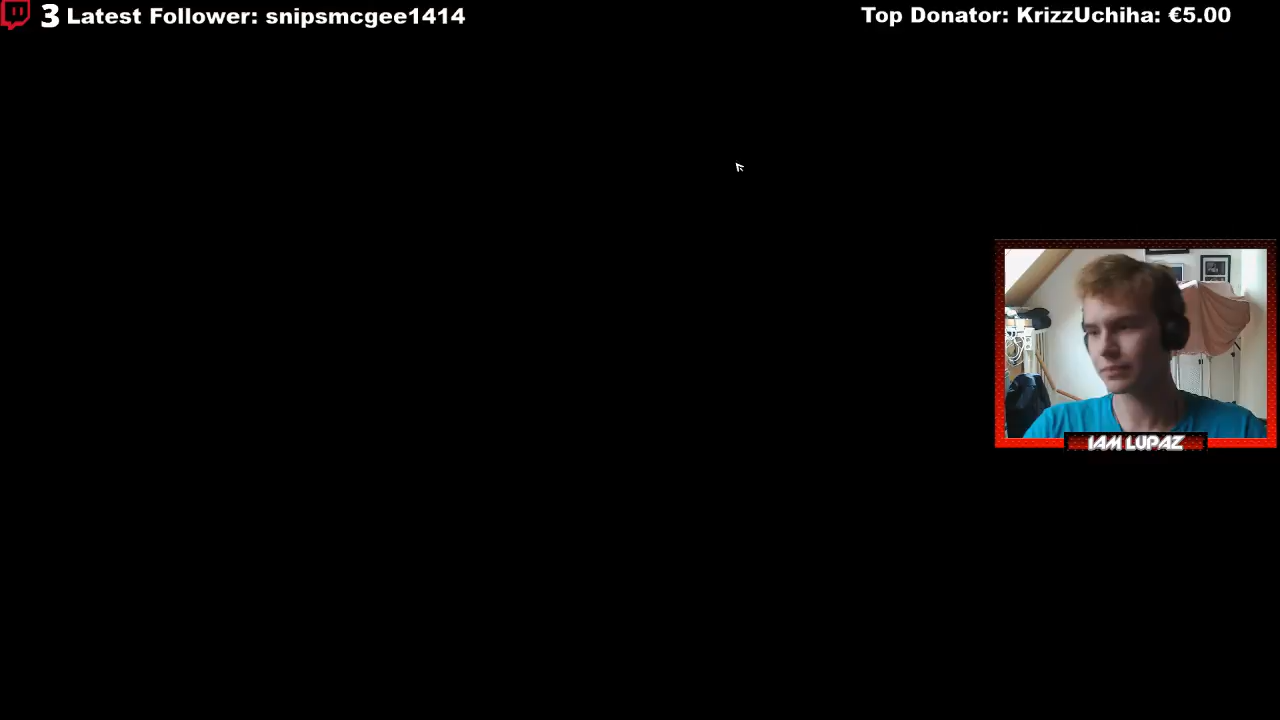 3 Latest Follower: snipsmcgee1414
Top Donator: KrizzUchiha: €5.00
IAM LUPAZ